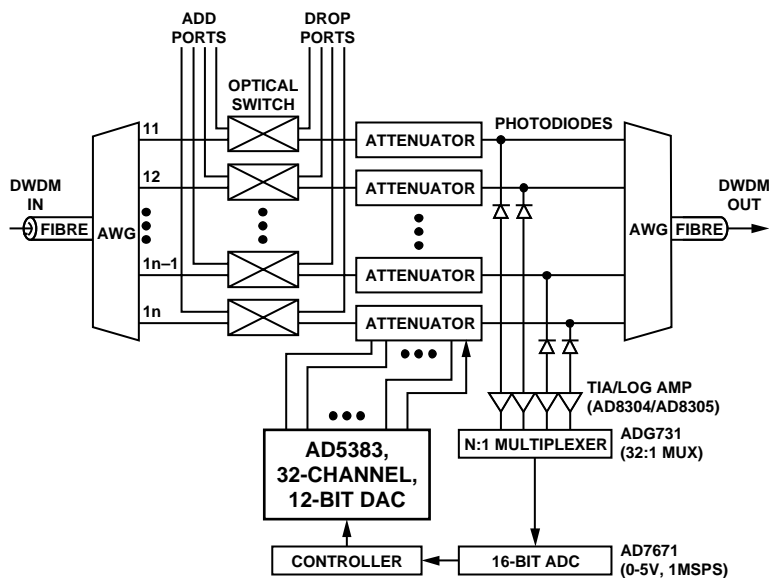 ADD
PORTS
DROP
PORTS
OPTICAL
SWITCH
PHOTODIODES
11
ATTENUATOR
12
ATTENUATOR
DWDM
IN
FIBRE
AWG
DWDM
OUT
AWG
FIBRE
1n–1
ATTENUATOR
1n
ATTENUATOR
TIA/LOG AMP
(AD8304/AD8305)
AD5383,
32-CHANNEL,
12-BIT DAC
N:1 MULTIPLEXER
ADG731
(32:1 MUX)
CONTROLLER
16-BIT ADC
AD7671
(0-5V, 1MSPS)